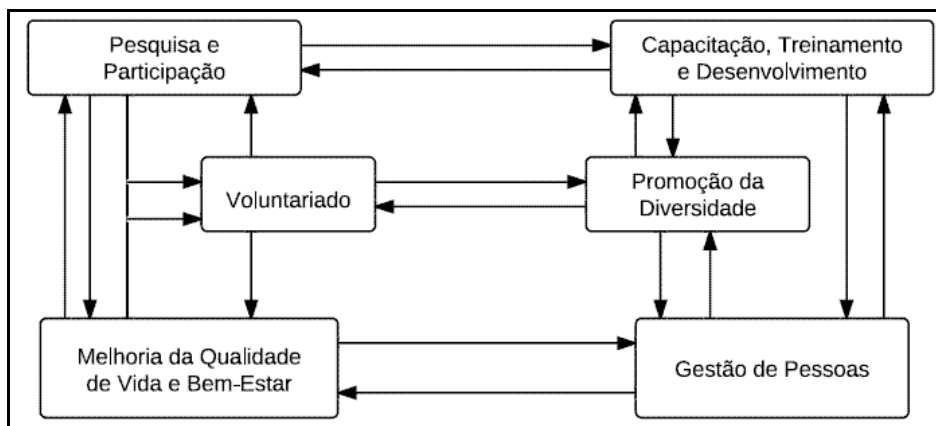 Pesquisa e
Participação
Capacitação, Treinamento
e Desenvolvimento
Voluntariado
Promoção da
Diversidade
Melhoria da Qualidade
de Vida e Bem-Estar
Gestão de Pessoas